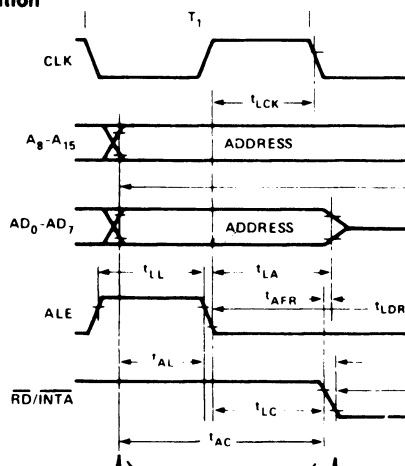 T1
CLK
tLCK
A8-A15
ADDRESS
AD0-AD7
ADDRESS
tLL
tLA
tAFR
tLDR
ALE
tAL
RD/INTA
tLC
tAC